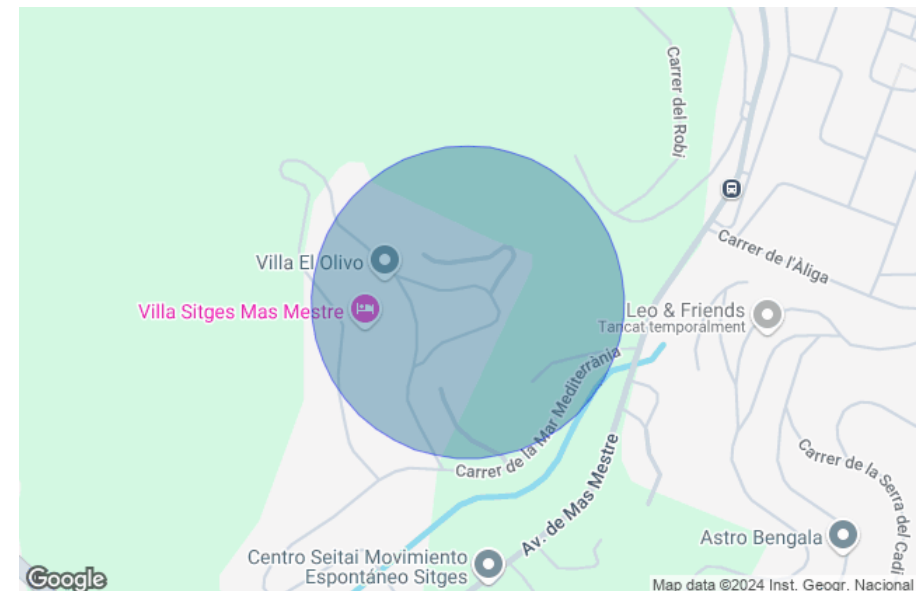 Carrer del Robi
Carrer de l'Àliga
Villa El Olivo
Villa Sitges Mas Mestre
Leo & Friends
Tancat temporalment
Carrer de la Mar Mediterrània
Av. de Mas Mestre
Carrer de la Serra del Cadí
Astro Bengala
Centro Seitai Movimiento
Espontáneo Sitges
Google
Map data ©2024 Inst. Geogr. Nacional